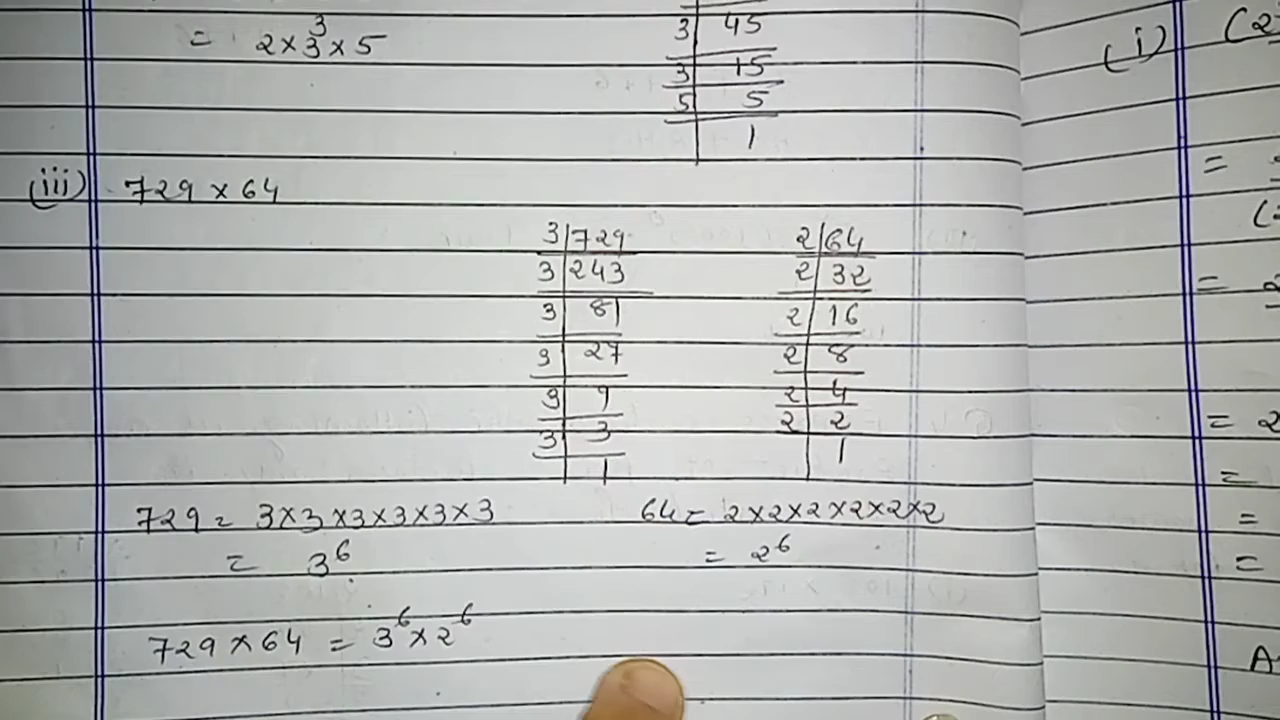 = 2×3³×5
3 | 45
3 | 15
5 | 5
1
(iii) 729 × 64
3 | 729
3 | 243
3 | 81
3 | 27
3 | 9
3 | 3
1
2 | 64
2 | 32
2 | 16
2 | 8
2 | 4
2 | 2
1
729 = 3×3×3×3×3×3
= 3⁶
64 = 2×2×2×2×2×2
= 2⁶
729 × 64 = 3⁶×2⁶
(i) (2
=
(
= 2
= 2
=
=
=
A